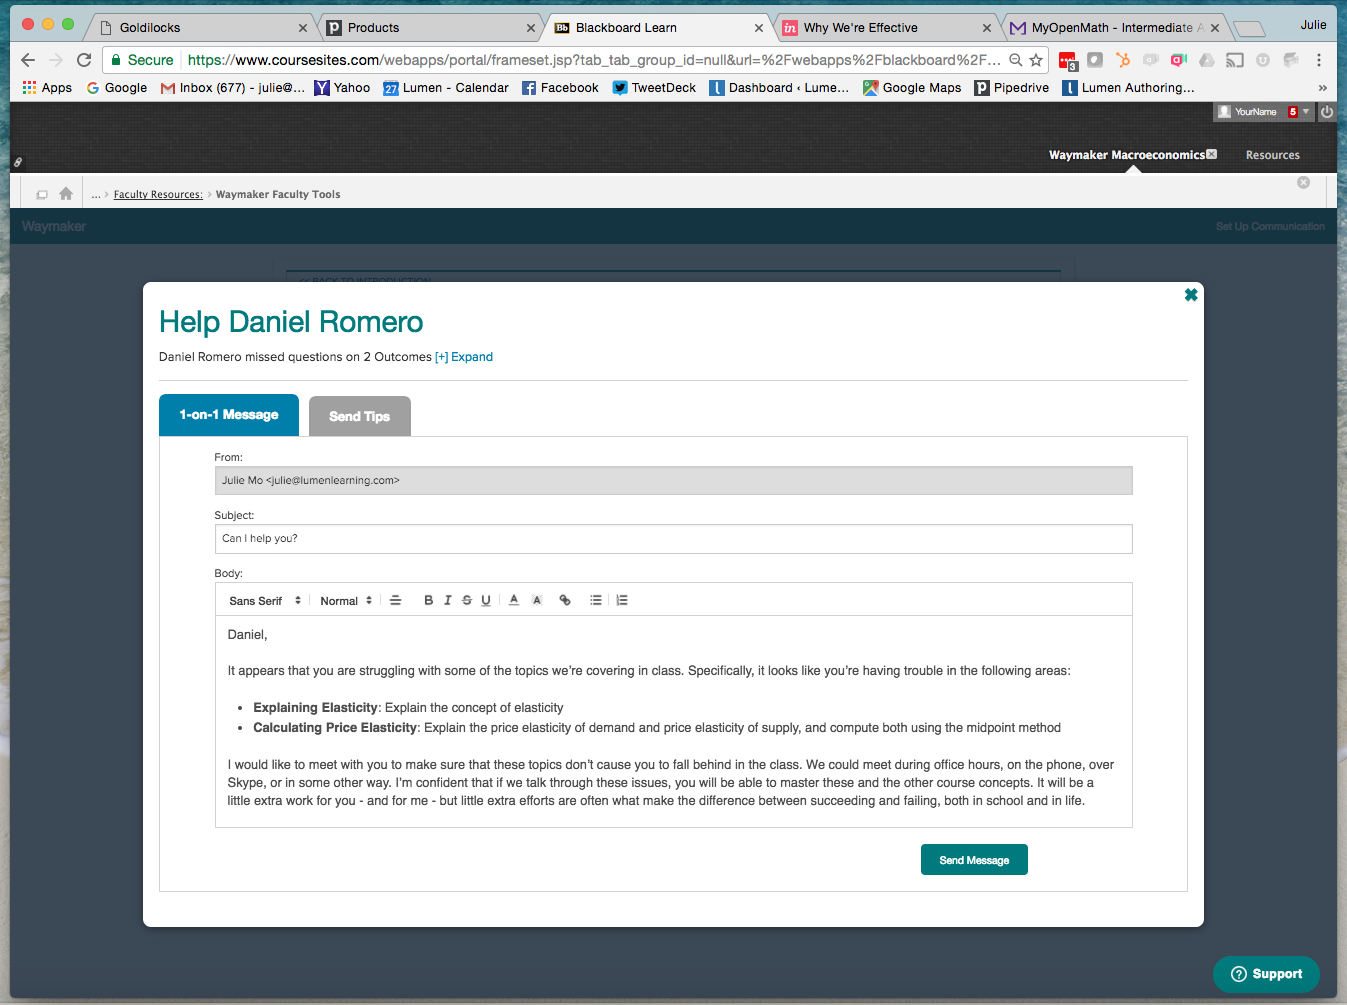 Goldilocks
Products
Blackboard Learn
Why We're Effective
MyOpenMath - Intermediate A
Julie
Secure https://www.coursesites.com/webapps/portal/frameset.jsp?tab_tab_group_id=null&url=%2Fwebapps%2Fblackboard%2F...
3
Apps Google Inbox (677) - julie@... Yahoo 27 Lumen - Calendar Facebook TweetDeck Dashboard ‹ Lume... Google Maps Pipedrive Lumen Authoring... »
YourName 5
Waymaker Macroeconomics Resources
... › Faculty Resources: › Waymaker Faculty Tools
Waymaker Set Up Communication
<< BACK TO INTRODUCTION
Help Daniel Romero
Daniel Romero missed questions on 2 Outcomes [+] Expand
1-on-1 Message
Send Tips
From:
Julie Mo <julie@lumenlearning.com>
Subject:
Can I help you?
Body:
Sans Serif Normal B I S U A A
Daniel,
It appears that you are struggling with some of the topics we're covering in class. Specifically, it looks like you're having trouble in the following areas:
• Explaining Elasticity: Explain the concept of elasticity
• Calculating Price Elasticity: Explain the price elasticity of demand and price elasticity of supply, and compute both using the midpoint method
I would like to meet with you to make sure that these topics don't cause you to fall behind in the class. We could meet during office hours, on the phone, over
Skype, or in some other way. I'm confident that if we talk through these issues, you will be able to master these and the other course concepts. It will be a
little extra work for you - and for me - but little extra efforts are often what make the difference between succeeding and failing, both in school and in life.
Send Message
Support